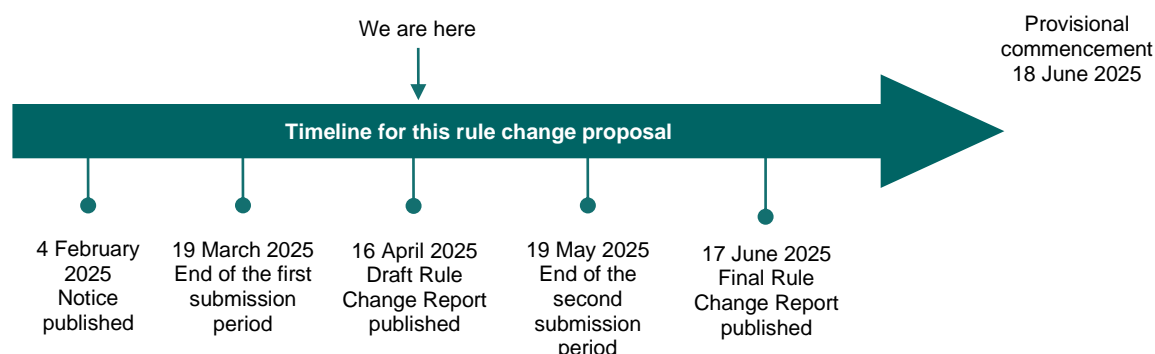 We are here
Provisional
commencement
18 June 2025
Timeline for this rule change proposal
4 February
2025
Notice
published
19 March 2025
End of the first
submission
period
16 April 2025
Draft Rule
Change Report
published
19 May 2025
End of the
second
submission
period
17 June 2025
Final Rule
Change Report
published